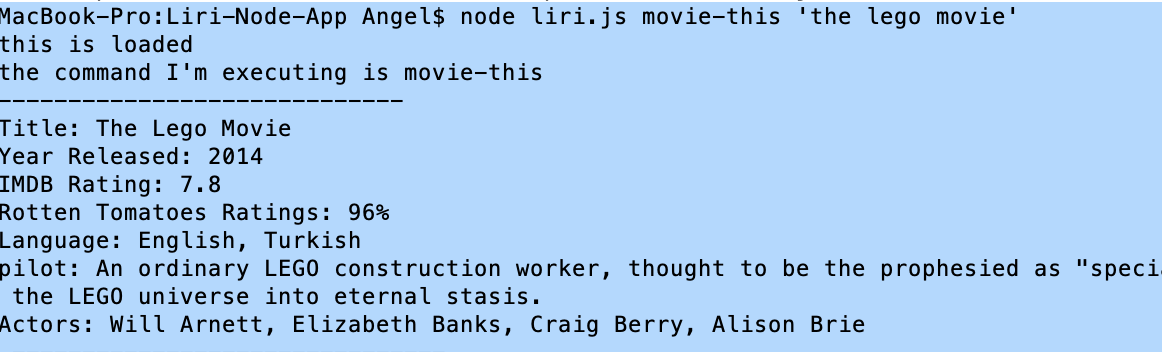 MacBook-Pro:Liri-Node-App Angel$ node liri.js movie-this 'the lego movie'
this is loaded
the command I'm executing is movie-this
-----------------------------
Title: The Lego Movie
Year Released: 2014
IMDB Rating: 7.8
Rotten Tomatoes Ratings: 96%
Language: English, Turkish
pilot: An ordinary LEGO construction worker, thought to be the prophesied as "specia
the LEGO universe into eternal stasis.
Actors: Will Arnett, Elizabeth Banks, Craig Berry, Alison Brie